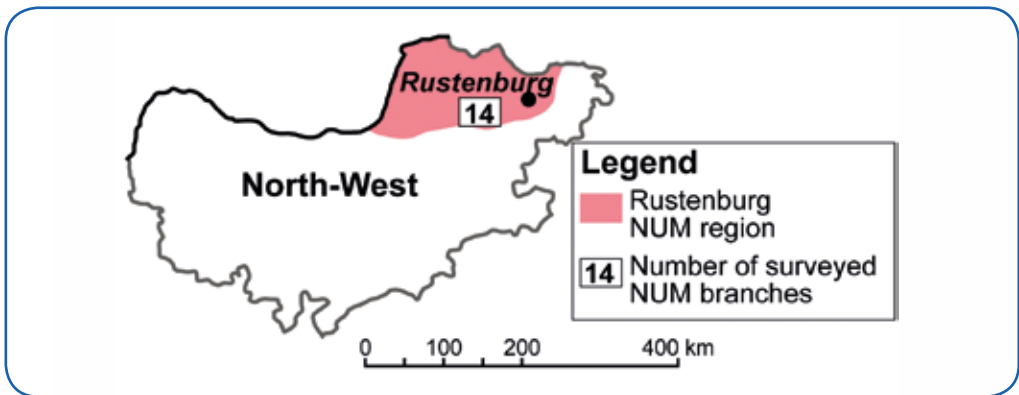 Rustenburg
14
North-West
Legend
Rustenburg
NUM region
14 Number of surveyed
NUM branches
0 100 200 400 km